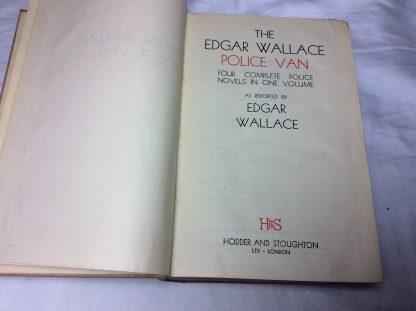 THE
EDGAR WALLACE
POLICE VAN
FOUR COMPLETE POLICE
NOVELS IN ONE VOLUME
AS REPORTED BY
EDGAR
WALLACE
H&S
HODDER AND STOUGHTON
LTD · LONDON